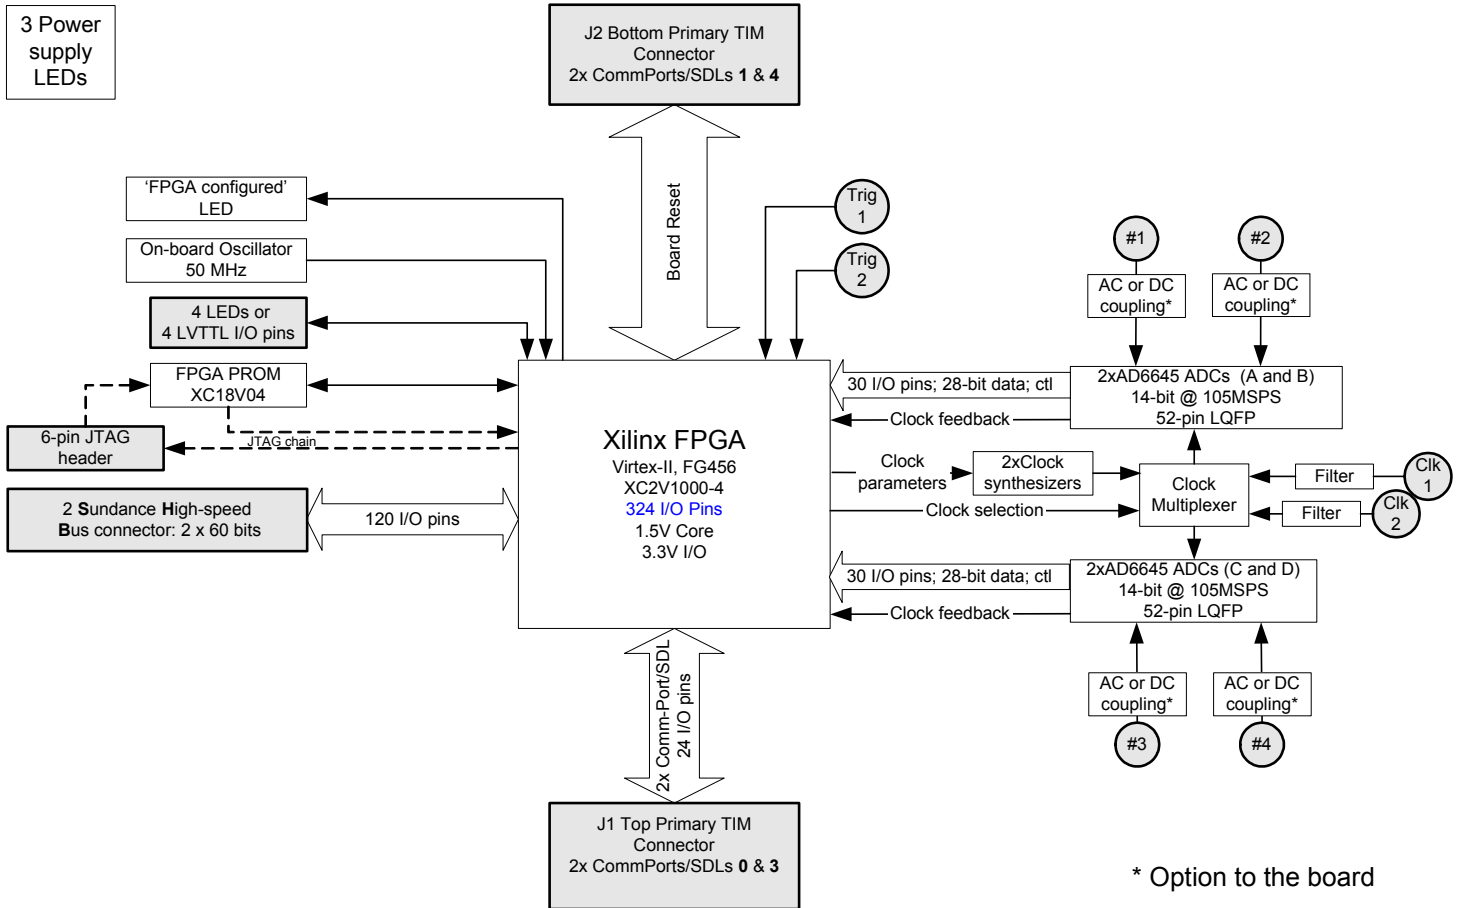 3 Power
supply
LEDs
J2 Bottom Primary TIM
Connector
2x CommPorts/SDLs 1 & 4
Board Reset
'FPGA configured'
LED
On-board Oscillator
50 MHz
4 LEDs or
4 LVTTL I/O pins
FPGA PROM
XC18V04
6-pin JTAG
header
JTAG chain
2 Sundance High-speed
Bus connector: 2 x 60 bits
120 I/O pins
Trig
1
Trig
2
#1
#2
AC or DC
coupling*
AC or DC
coupling*
Xilinx FPGA
Virtex-II, FG456
XC2V1000-4
324 I/O Pins
1.5V Core
3.3V I/O
30 I/O pins; 28-bit data; ctl
Clock feedback
2xAD6645 ADCs (A and B)
14-bit @ 105MSPS
52-pin LQFP
Clock
parameters
2xClock
synthesizers
Clock selection
Clock
Multiplexer
Filter
Clk
1
Filter
Clk
2
30 I/O pins; 28-bit data; ctl
Clock feedback
2xAD6645 ADCs (C and D)
14-bit @ 105MSPS
52-pin LQFP
AC or DC
coupling*
AC or DC
coupling*
#3
#4
2x Comm-Port/SDL
24 I/O pins
J1 Top Primary TIM
Connector
2x CommPorts/SDLs 0 & 3
* Option to the board